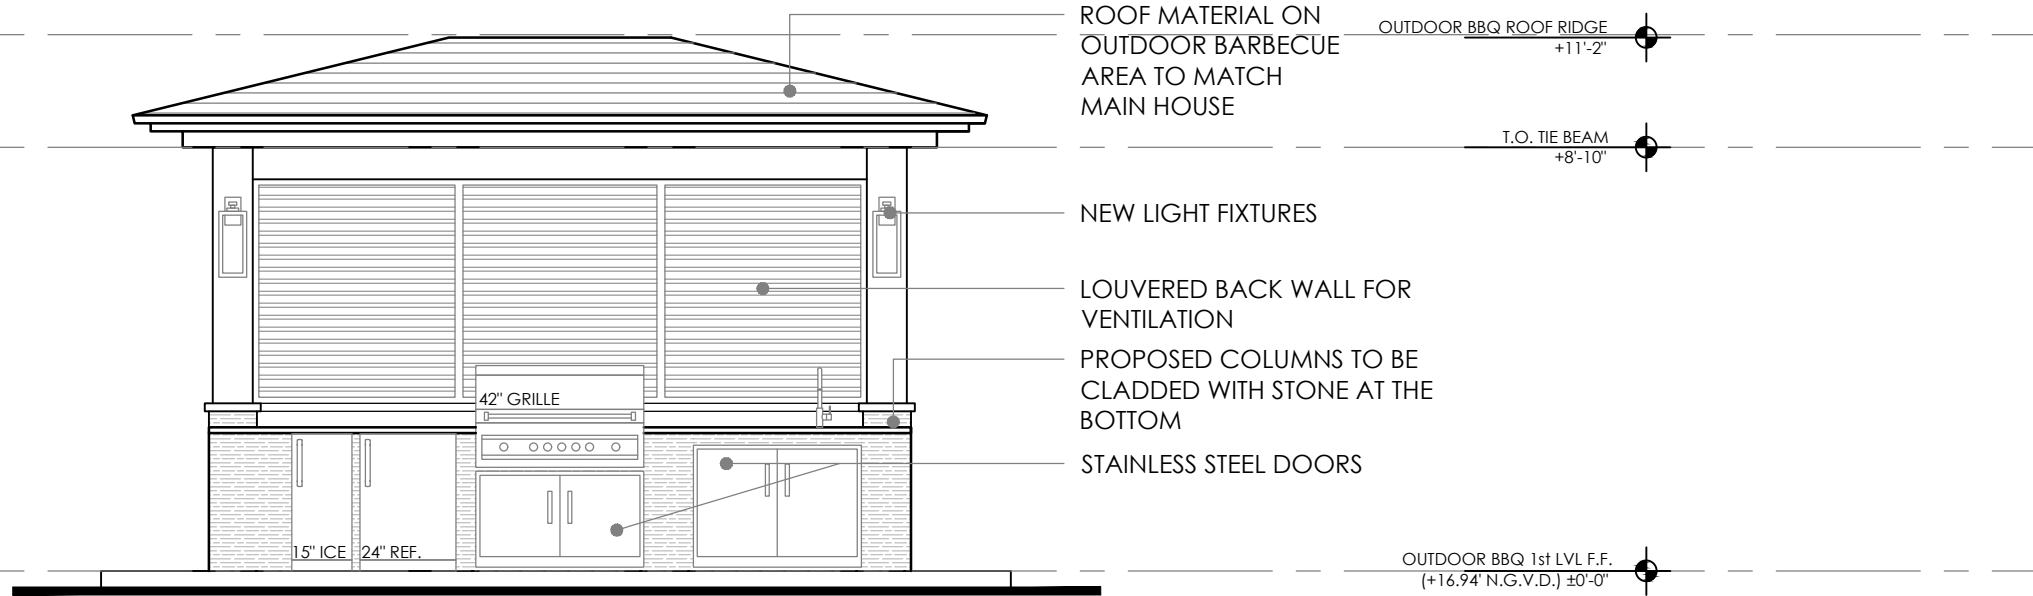 ROOF MATERIAL ON
OUTDOOR BARBECUE
AREA TO MATCH
MAIN HOUSE
OUTDOOR BBQ ROOF RIDGE
+11'-2"
T.O. TIE BEAM
+8'-10"
NEW LIGHT FIXTURES
LOUVERED BACK WALL FOR
VENTILATION
PROPOSED COLUMNS TO BE
CLADDED WITH STONE AT THE
BOTTOM
42" GRILLE
STAINLESS STEEL DOORS
15" ICE
24" REF.
OUTDOOR BBQ 1st LVL F.F.
(+16.94' N.G.V.D.) ±0'-0"